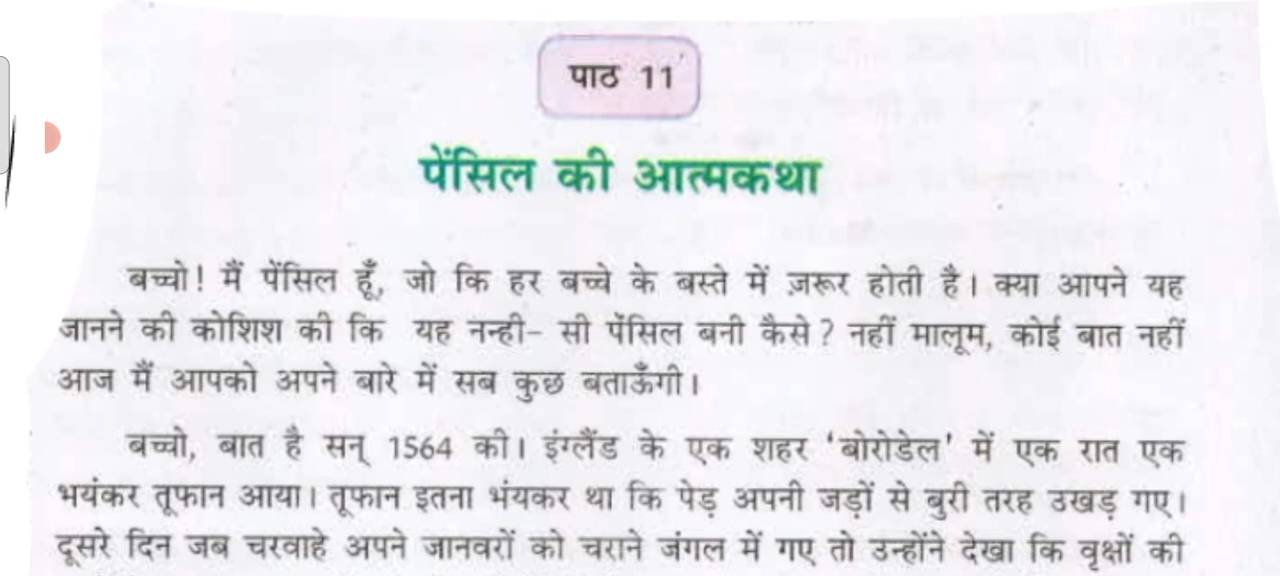 पाठ 11
पेंसिल की आत्मकथा
बच्चो! मैं पेंसिल हूँ, जो कि हर बच्चे के बस्ते में ज़रूर होती है। क्या आपने यह
जानने की कोशिश की कि यह नन्ही- सी पेंसिल बनी कैसे? नहीं मालूम, कोई बात नहीं
आज मैं आपको अपने बारे में सब कुछ बताऊँगी।
बच्चो, बात है सन् 1564 की। इंग्लैंड के एक शहर 'बोरोडेल' में एक रात एक
भयंकर तूफान आया। तूफान इतना भंयकर था कि पेड़ अपनी जड़ों से बुरी तरह उखड़ गए।
दूसरे दिन जब चरवाहे अपने जानवरों को चराने जंगल में गए तो उन्होंने देखा कि वृक्षों की